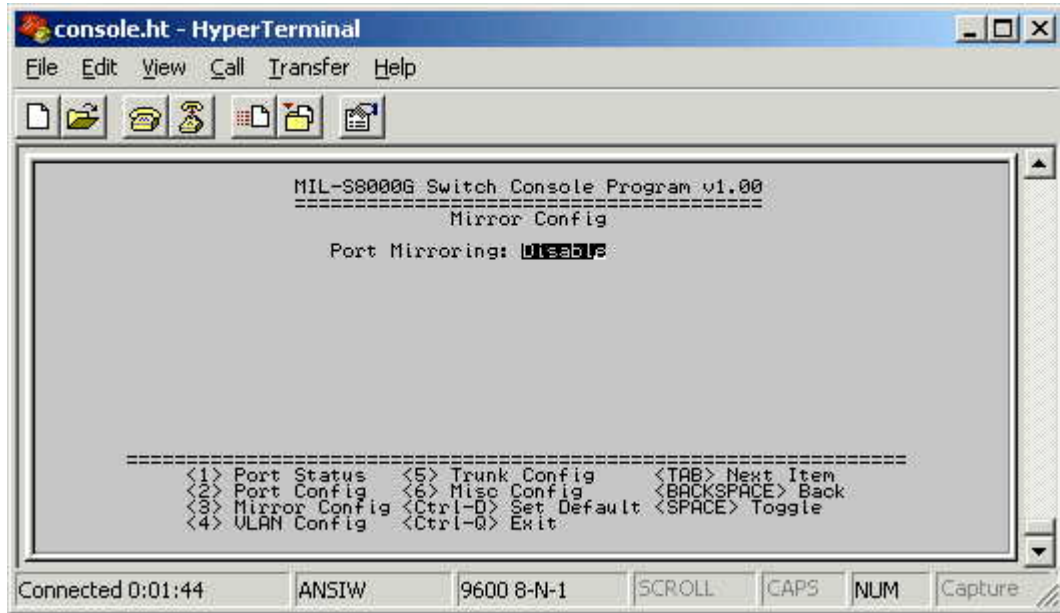 console.ht - HyperTerminal
File Edit View Call Transfer Help
MIL-S8000G Switch Console Program v1.00
=======================================
Mirror Config
Port Mirroring: Disable
=================================================================
<1> Port Status <5> Trunk Config <TAB> Next Item
<2> Port Config <6> Misc Config <BACKSPACE> Back
<3> Mirror Config <Ctrl-D> Set Default <SPACE> Toggle
<4> VLAN Config <Ctrl-Q> Exit
Connected 0:01:44 ANSIW 9600 8-N-1 SCROLL CAPS NUM Capture